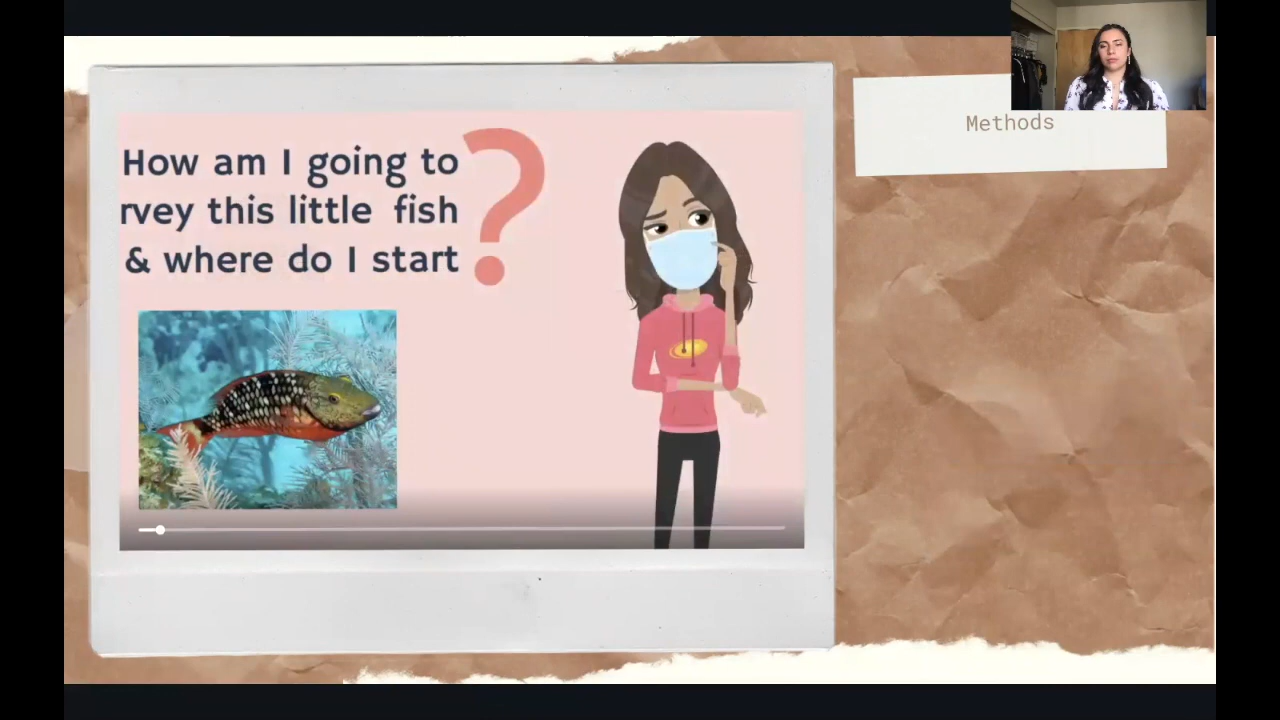 How am I going to
rvey this little fish
& where do I start
?
Methods